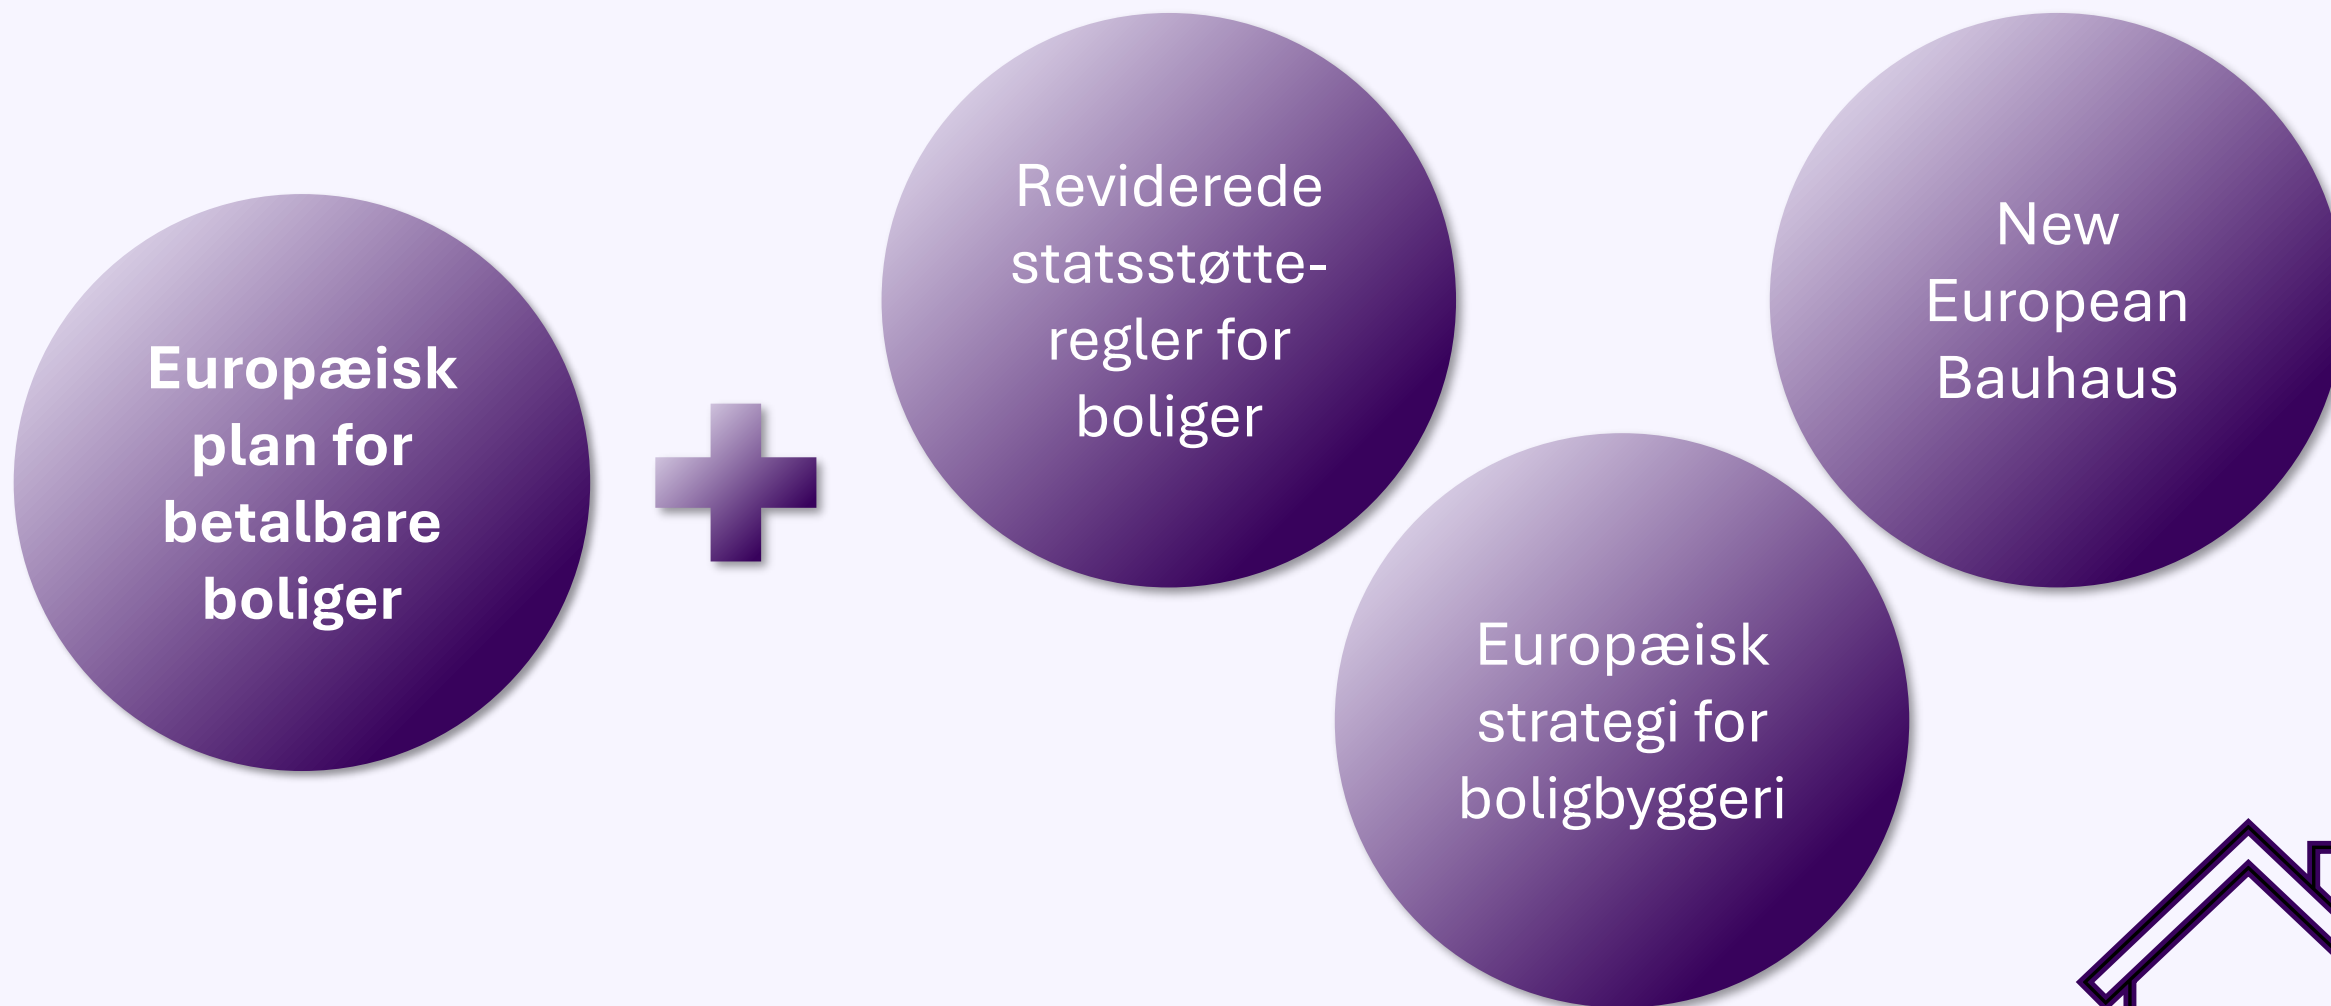 Europæisk
plan for
betalbare
boliger
Reviderede
statsstøtte-
regler for
boliger
Europæisk
strategi for
boligbyggeri
New
European
Bauhaus